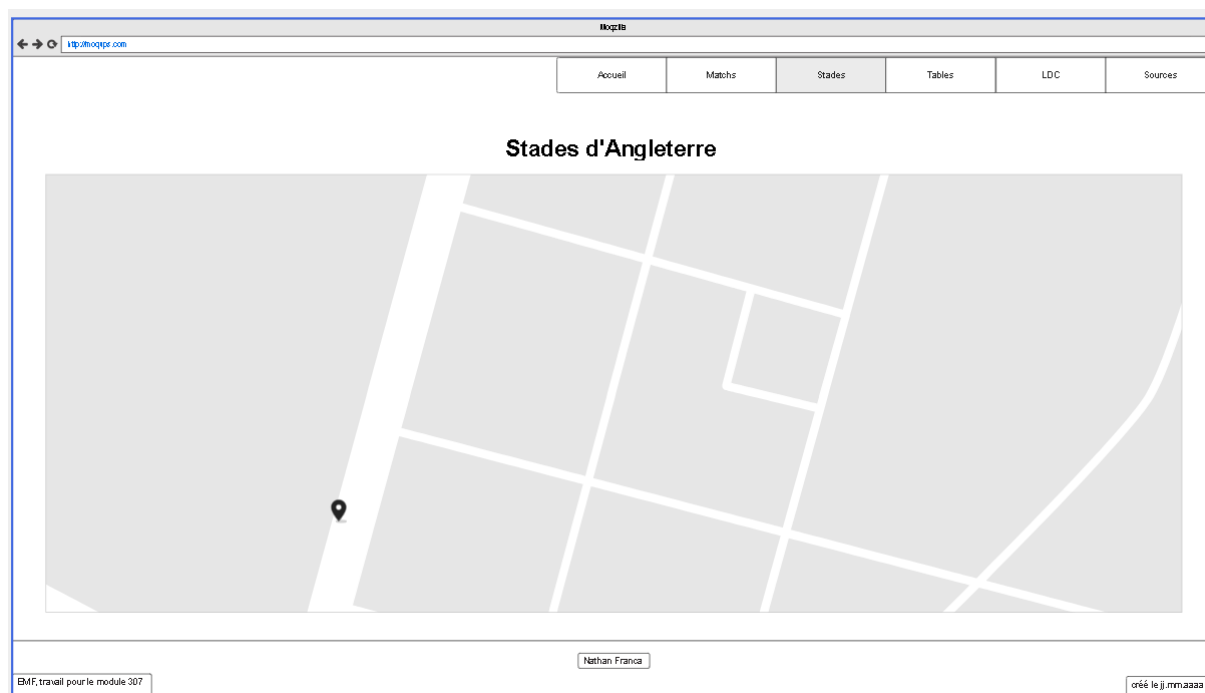 Moqzilla
http://moqups.com
Accueil Matchs Stades Tables LDC Sources
Stades d'Angleterre
Nathan Franca
EMF, travail pour le module 307
créé le jj.mm.aaaa